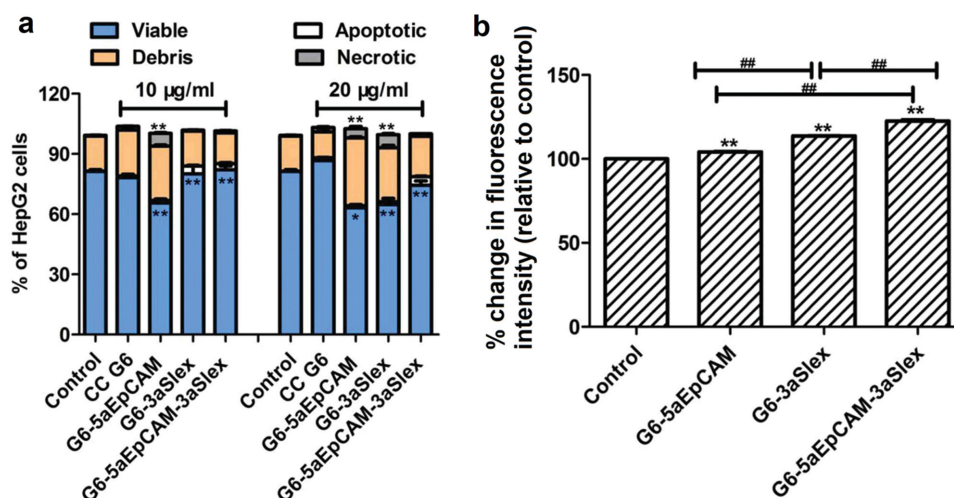 a
Viable
Apoptotic
Debris
Necrotic
10 µg/ml
20 µg/ml
% of HepG2 cells
120
90
60
30
0
**
**
**
**
**
**
*
**
**
**
Control
CC G6
G6-5aEpCAM
G6-3aSlex
G6-5aEpCAM-3aSlex
Control
CC G6
G6-5aEpCAM
G6-3aSlex
G6-5aEpCAM-3aSlex
b
% change in fluorescence
intensity (relative to control)
150
100
50
0
##
##
##
**
**
**
Control
G6-5aEpCAM
G6-3aSlex
G6-5aEpCAM-3aSlex